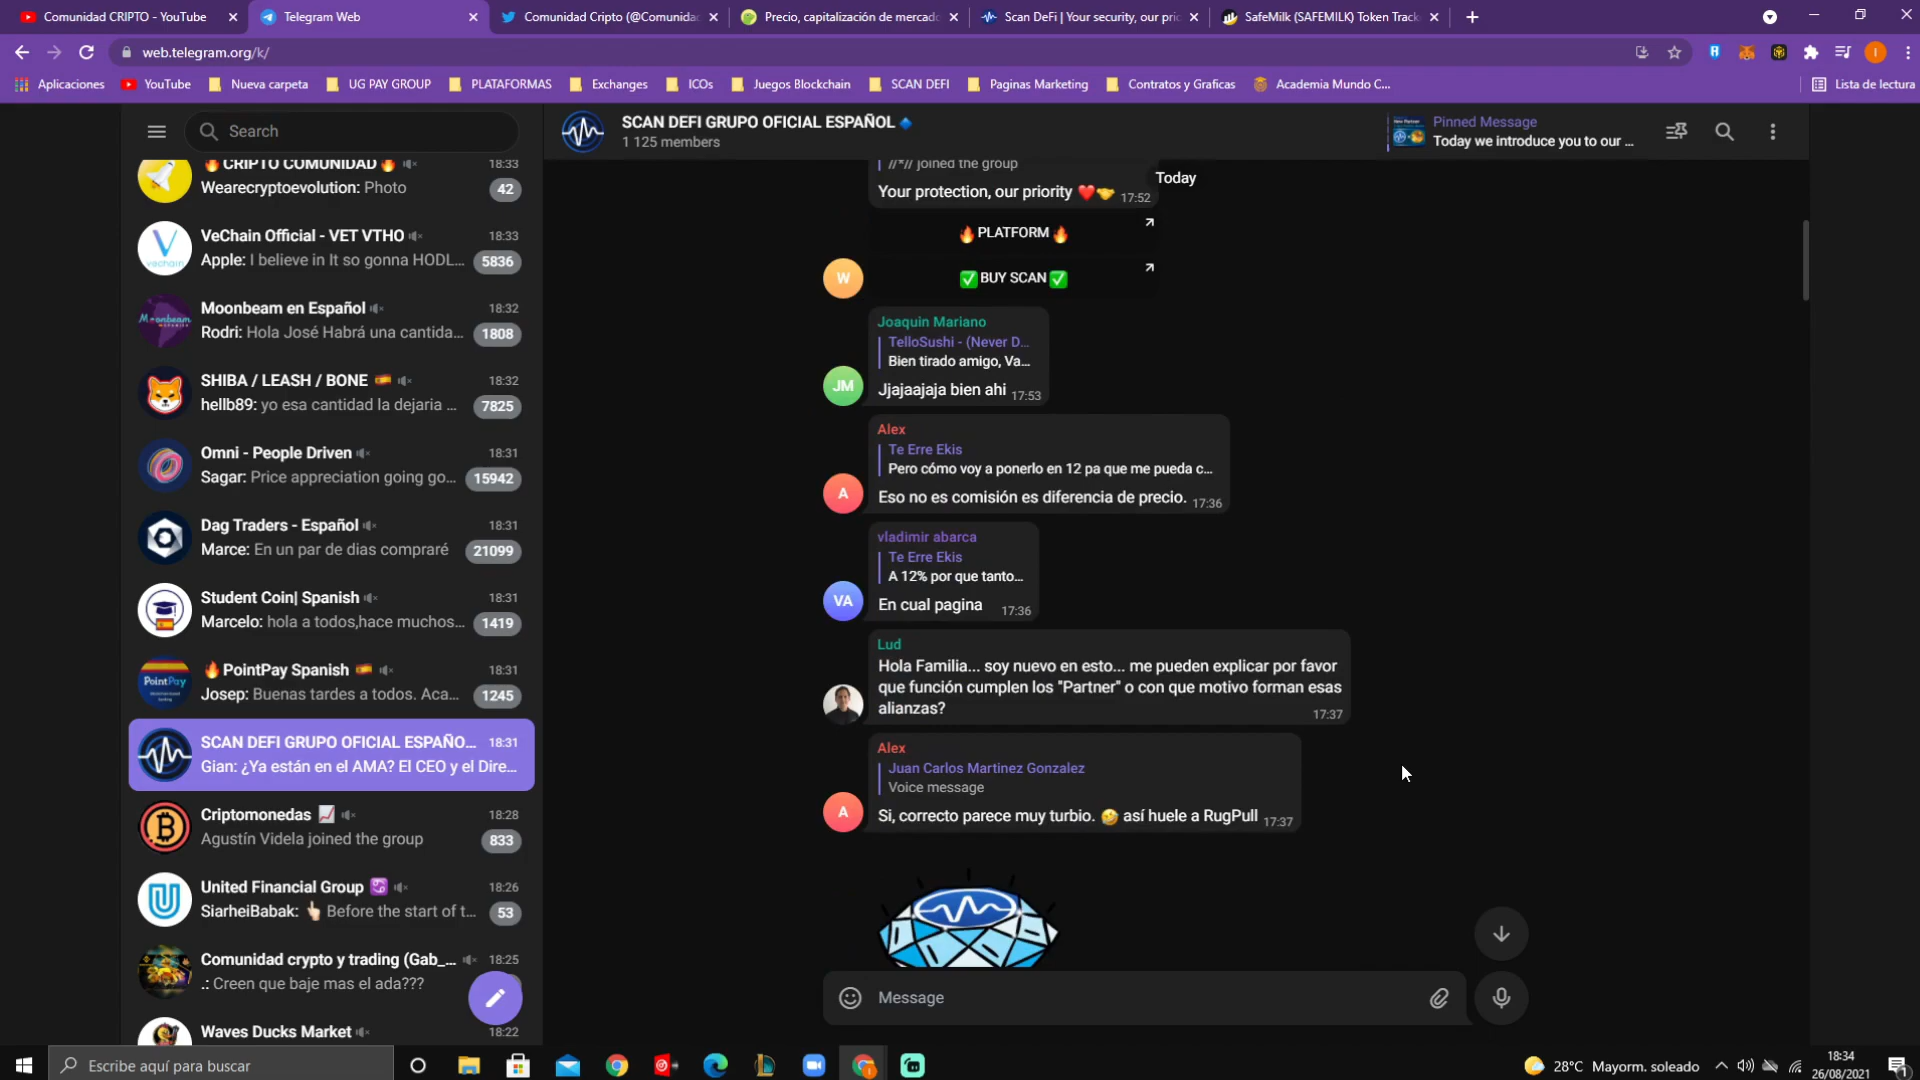 Comunidad CRIPTO - YouTube
Telegram Web
Comunidad Cripto (@Comunidad
Precio, capitalización de mercado
Scan DeFi | Your security, our pri
SafeMilk (SAFEMILK) Token Track
web.telegram.org/k/
Aplicaciones
YouTube
Nueva carpeta
UG PAY GROUP
PLATAFORMAS
Exchanges
ICOs
Juegos Blockchain
SCAN DEFI
Paginas Marketing
Contratos y Graficas
Academia Mundo C...
Lista de lectura
Search
🔥CRIPTO COMUNIDAD🔥
18:33
Wearecryptoevolution: Photo
42
VeChain Official - VET VTHO
18:33
Apple: I believe in It so gonna HODL...
5836
Moonbeam en Español
18:32
Rodri: Hola José Habrá una cantida...
1808
SHIBA / LEASH / BONE 🇪🇸
18:32
hellb89: yo esa cantidad la dejaria ...
7825
Omni - People Driven
18:31
Sagar: Price appreciation going go...
15942
Dag Traders - Español
18:31
Marce: En un par de dias compraré
21099
Student Coin| Spanish
18:31
Marcelo: hola a todos,hace muchos...
1419
🔥PointPay Spanish 🇪🇸
18:31
Josep: Buenas tardes a todos. Aca...
1245
SCAN DEFI GRUPO OFICIAL ESPAÑO...
18:31
Gian: ¿Ya están en el AMA? El CEO y el Dire...
Criptomonedas 📈
18:28
Agustín Videla joined the group
833
United Financial Group ♋
18:26
SiarheiBabak: 👆🏻 Before the start of t...
53
Comunidad crypto y trading (Gab_...
18:25
.: Creen que baje mas el ada???
Waves Ducks Market
18:22
SCAN DEFI GRUPO OFICIAL ESPAÑOL🔹
1 125 members
Pinned Message
Today we introduce you to our ...
//*// joined the group
Today
Your protection, our priority ❤️🤝 17:52
🔥PLATFORM🔥
W
✅BUY SCAN✅
Joaquin Mariano
TelloSushi - (Never D...
Bien tirado amigo, Va...
JM
Jjajaajaja bien ahi 17:53
Alex
Te Erre Ekis
Pero cómo voy a ponerlo en 12 pa que me pueda c...
A
Eso no es comisión es diferencia de precio. 17:36
vladimir abarca
Te Erre Ekis
A 12% por que tanto...
VA
En cual pagina 17:36
Lud
Hola Familia... soy nuevo en esto... me pueden explicar por favor
que función cumplen los "Partner" o con que motivo forman esas
alianzas?
17:37
Alex
Juan Carlos Martinez Gonzalez
Voice message
A
Si, correcto parece muy turbio. 🤣 así huele a RugPull 17:37
Message
Escribe aquí para buscar
28°C Mayorm. soleado
18:34
26/08/2021